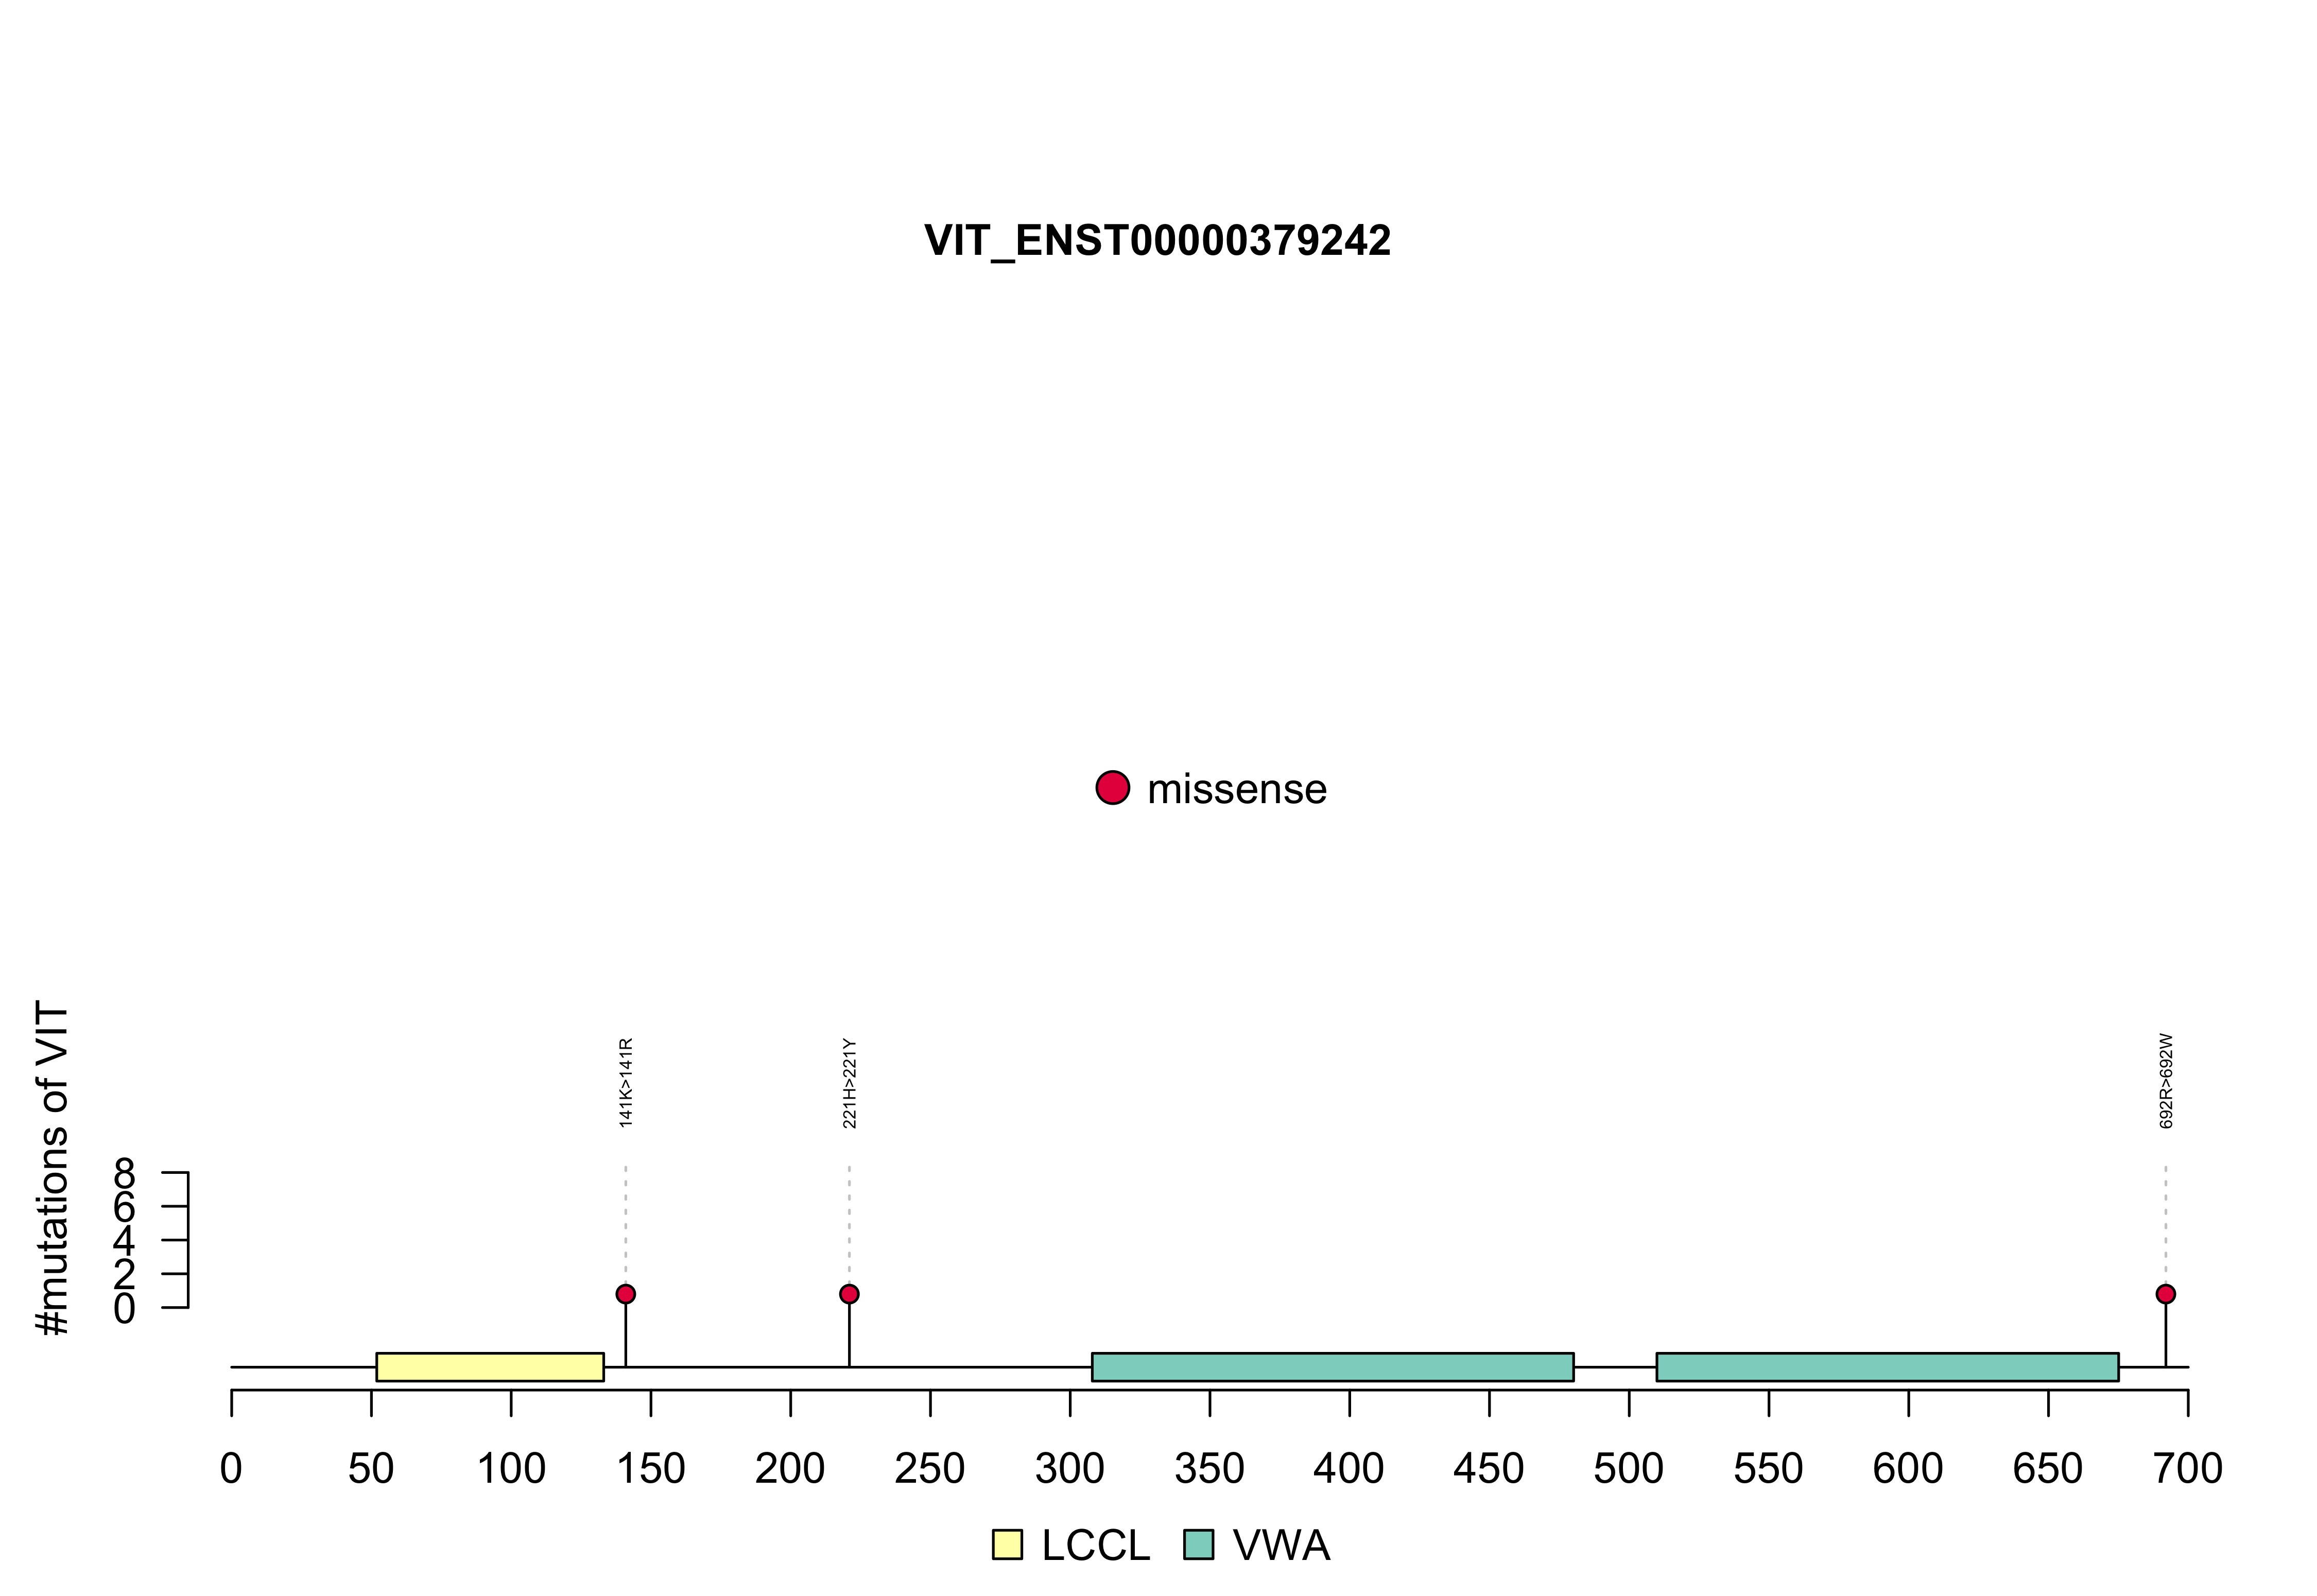 VIT_ENST00000379242
missense
#mutations of VIT
141K>141R
221H>221Y
692R>692W
8
6
4
2
0
0 50 100 150 200 250 300 350 400 450 500 550 600 650 700
LCCL VWA